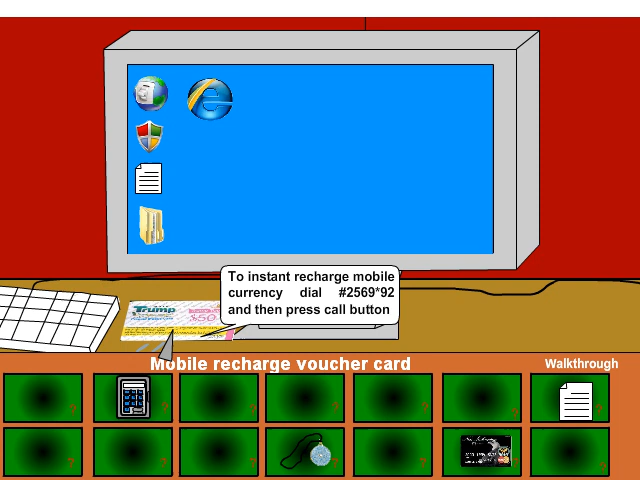 To instant recharge mobile
currency dial #2569*92
and then press call button
Trump
$50
Mobile recharge voucher card
Walkthrough
?
?
?
?
?
?
?
?
?
?
?
?
?
?